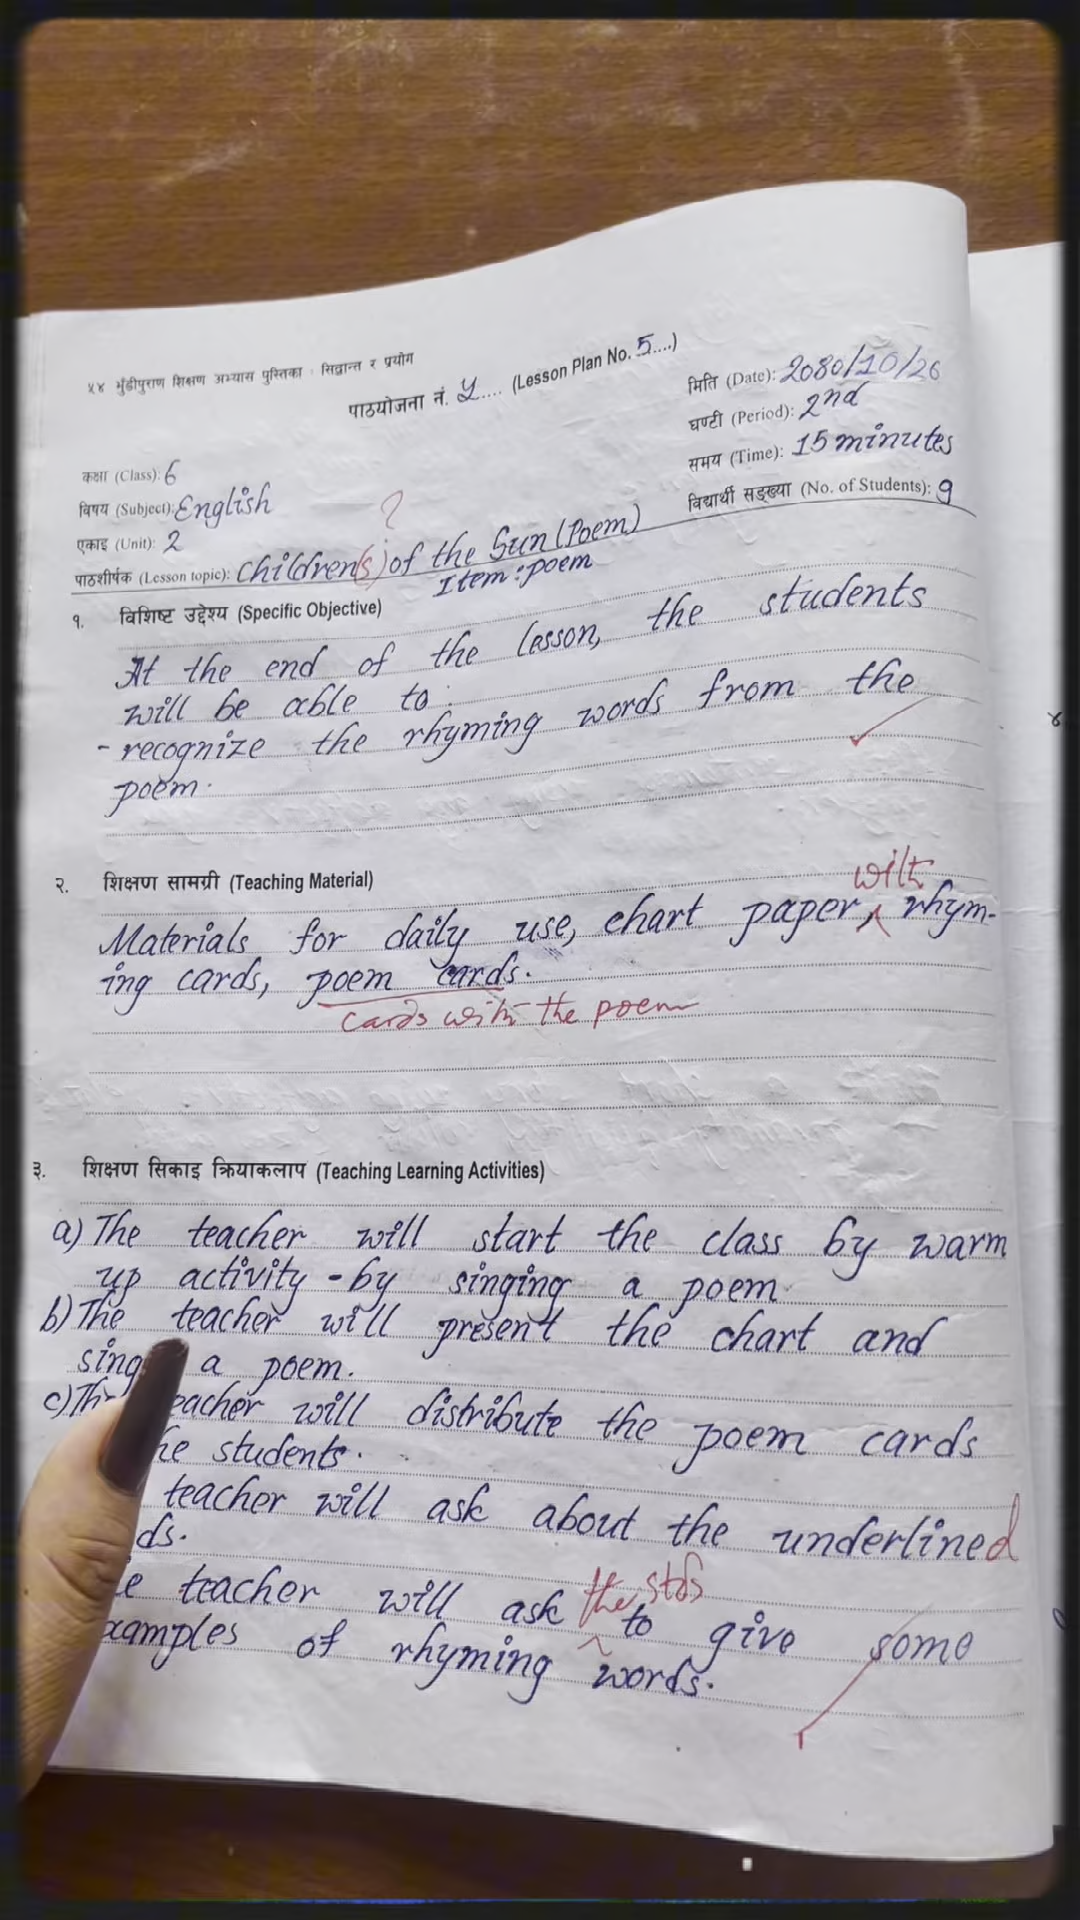 ५४ भुँडीपुराण शिक्षण अभ्यास पुस्तिका : सिद्धान्त र प्रयोग
पाठयोजना नं. ५.... (Lesson Plan No. 5....)
मिति (Date): 2080/10/26
घण्टी (Period): 2nd
समय (Time): 15 minutes
विद्यार्थी सङ्ख्या (No. of Students): 9
कक्षा (Class): 6
विषय (Subject): English
एकाइ (Unit): 2
?
पाठशीर्षक (Lesson topic): Children(s) of the Sun (Poem)
Item : poem
१. विशिष्ट उद्देश्य (Specific Objective)
At the end of the lesson, the students
will be able to :
- recognize the rhyming words from the
poem.
२. शिक्षण सामग्री (Teaching Material)
with
Materials for daily use, chart paper, rhym-
ing cards, poem cards.
cards with the poem
३. शिक्षण सिकाइ क्रियाकलाप (Teaching Learning Activities)
a) The teacher will start the class by warm
up activity - by singing a poem.
b) The teacher will present the chart and
sing a poem.
c) Th eacher will distribute the poem cards
he students.
teacher will ask about the underlined
ds.
the stds
e teacher will ask to give some
xamples of rhyming words.